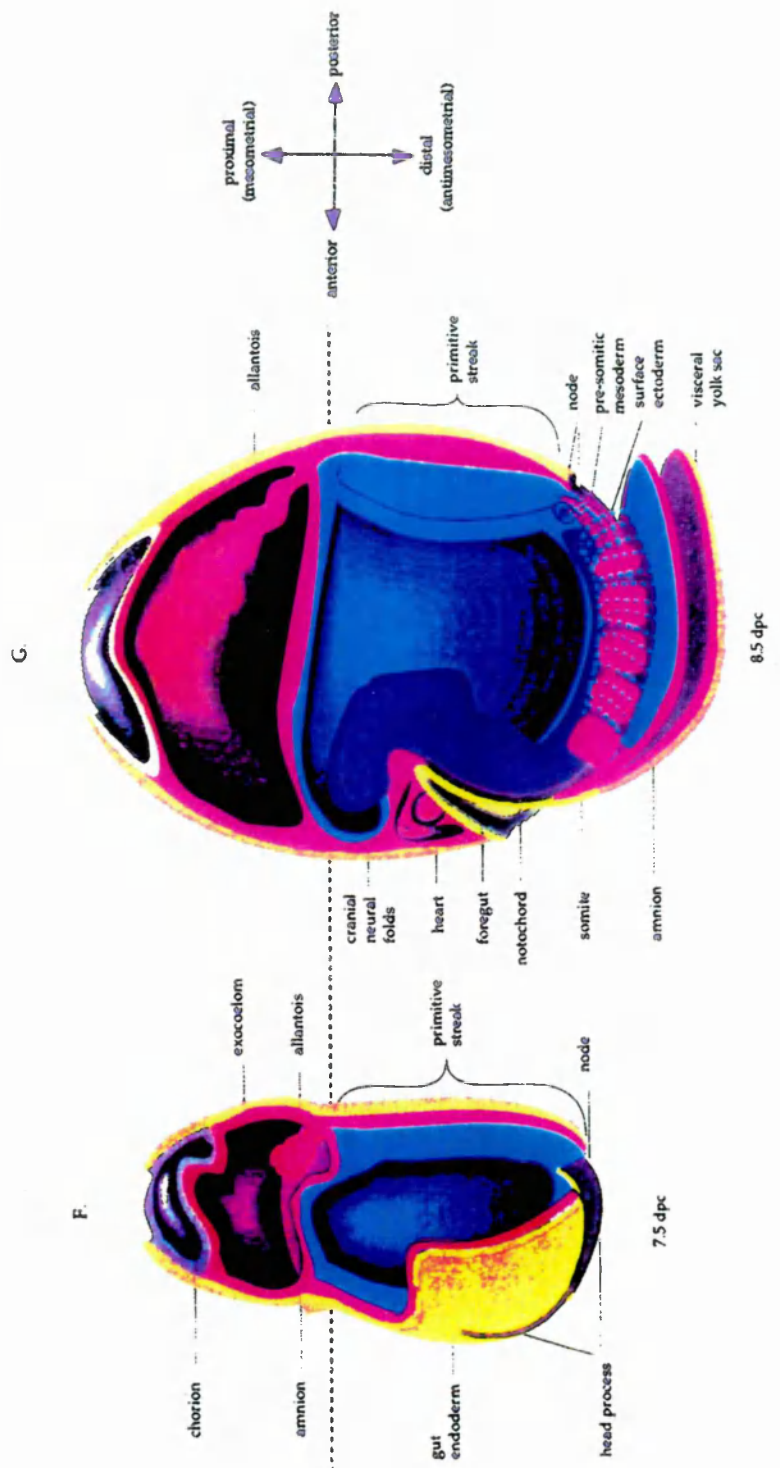 F.
chorion
amnion
gut
endoderm
head process
exocoelom
allantois
primitive
streak
node
7.5 dpc
G.
cranial
neural
folds
heart
foregut
notochord
somite
amnion
allantois
primitive
streak
node
pre-somitic
mesoderm
surface
ectoderm
visceral
yolk sac
8.5 dpc
proximal
(mesometrial)
anterior
posterior
distal
(antimesometrial)